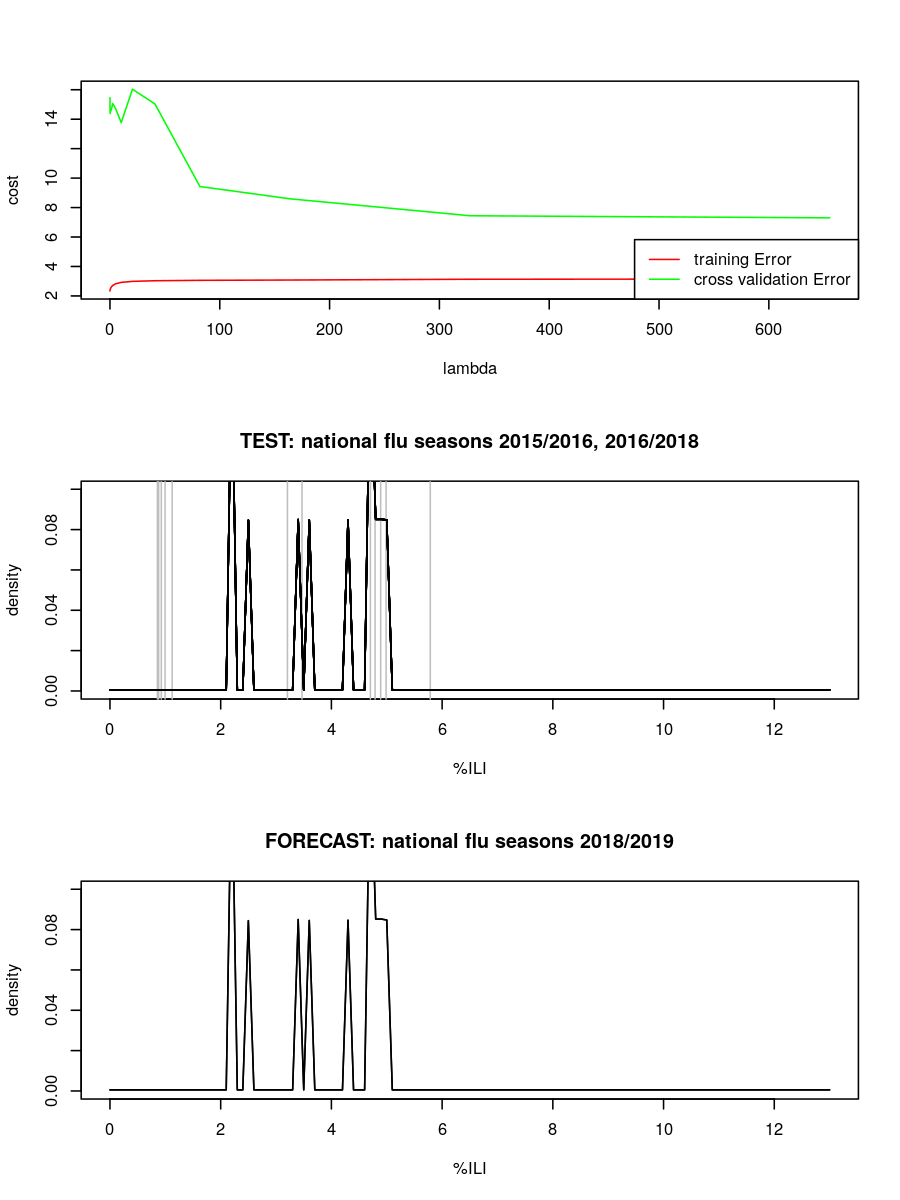 cost
14
10
8
6
4
2
training Error
cross validation Error
0 100 200 300 400 500 600
lambda
TEST: national flu seasons 2015/2016, 2016/2018
density
0.08
0.04
0.00
0 2 4 6 8 10 12
%ILI
FORECAST: national flu seasons 2018/2019
density
0.08
0.04
0.00
0 2 4 6 8 10 12
%ILI